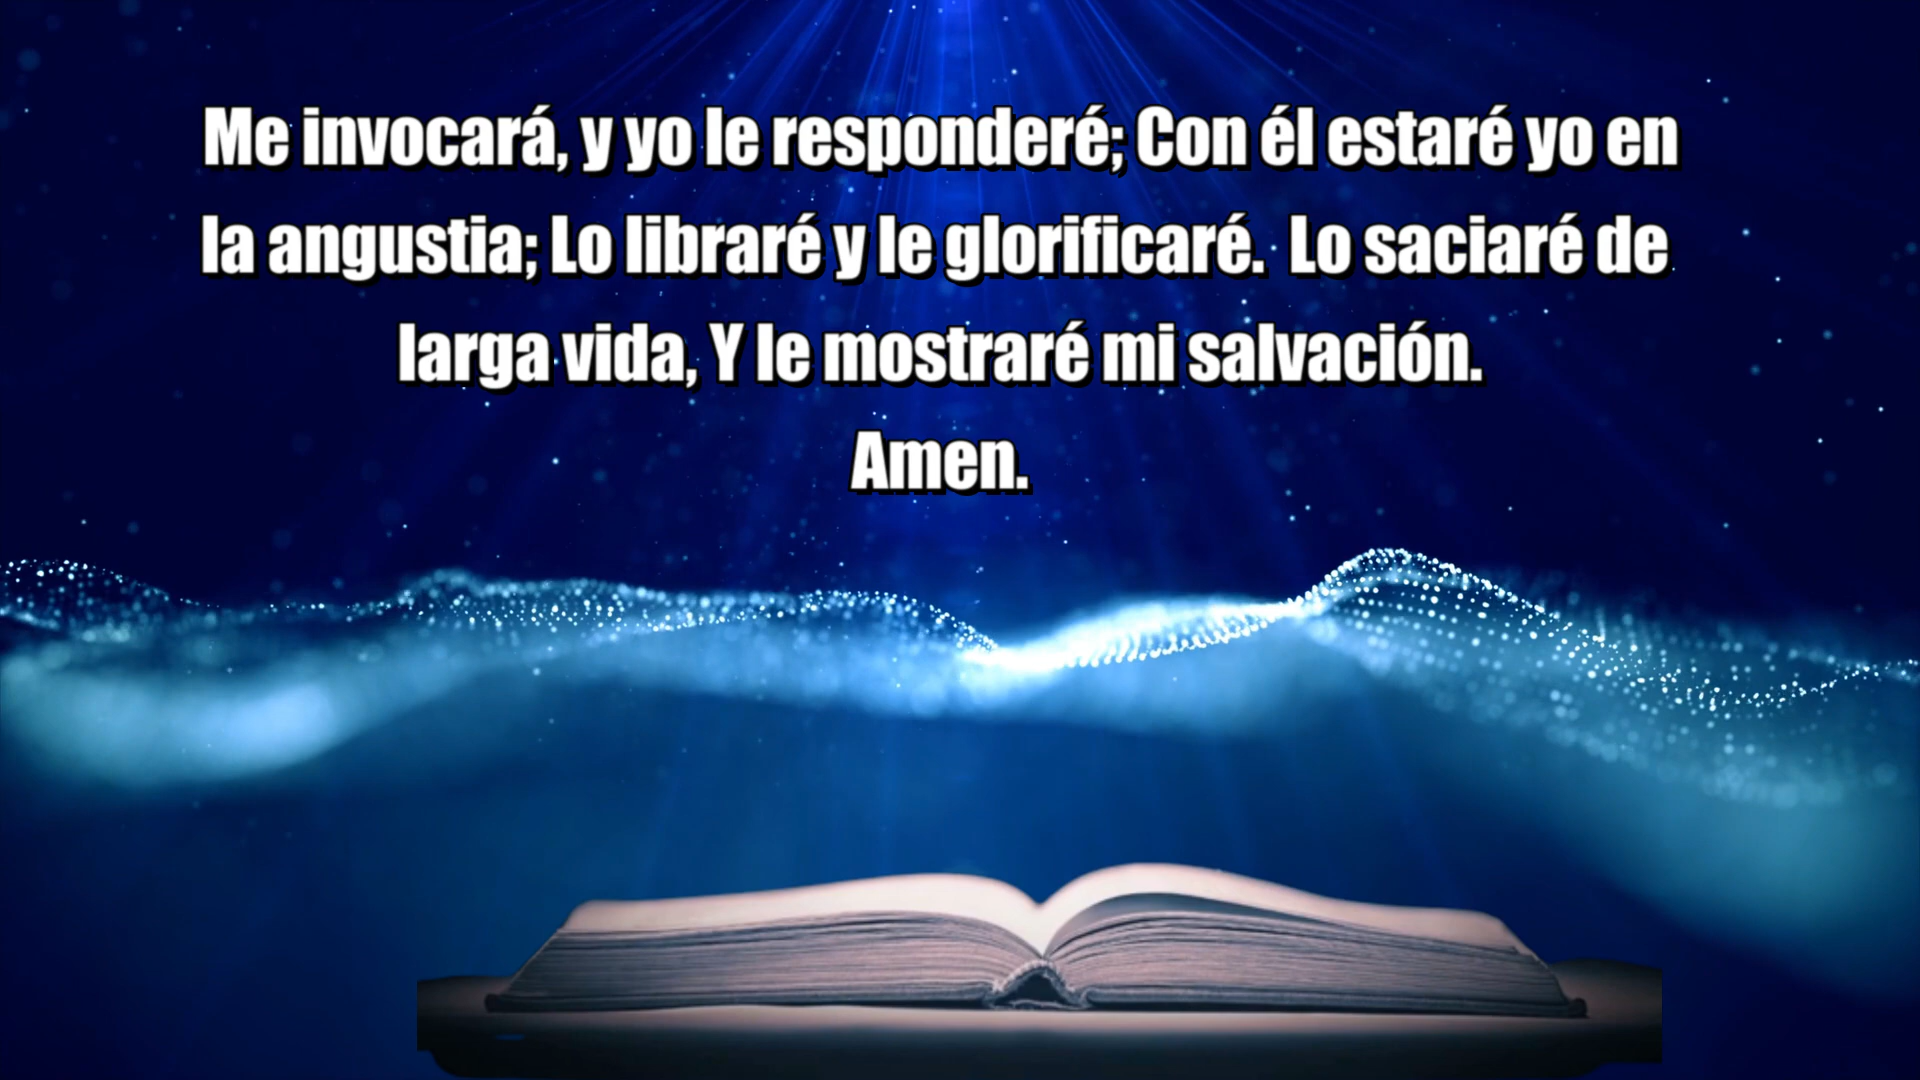 Me invocará, y yo le responderé; Con él estaré yo en
la angustia; Lo libraré y le glorificaré.  Lo saciaré de
larga vida, Y le mostraré mi salvación.
Amen.